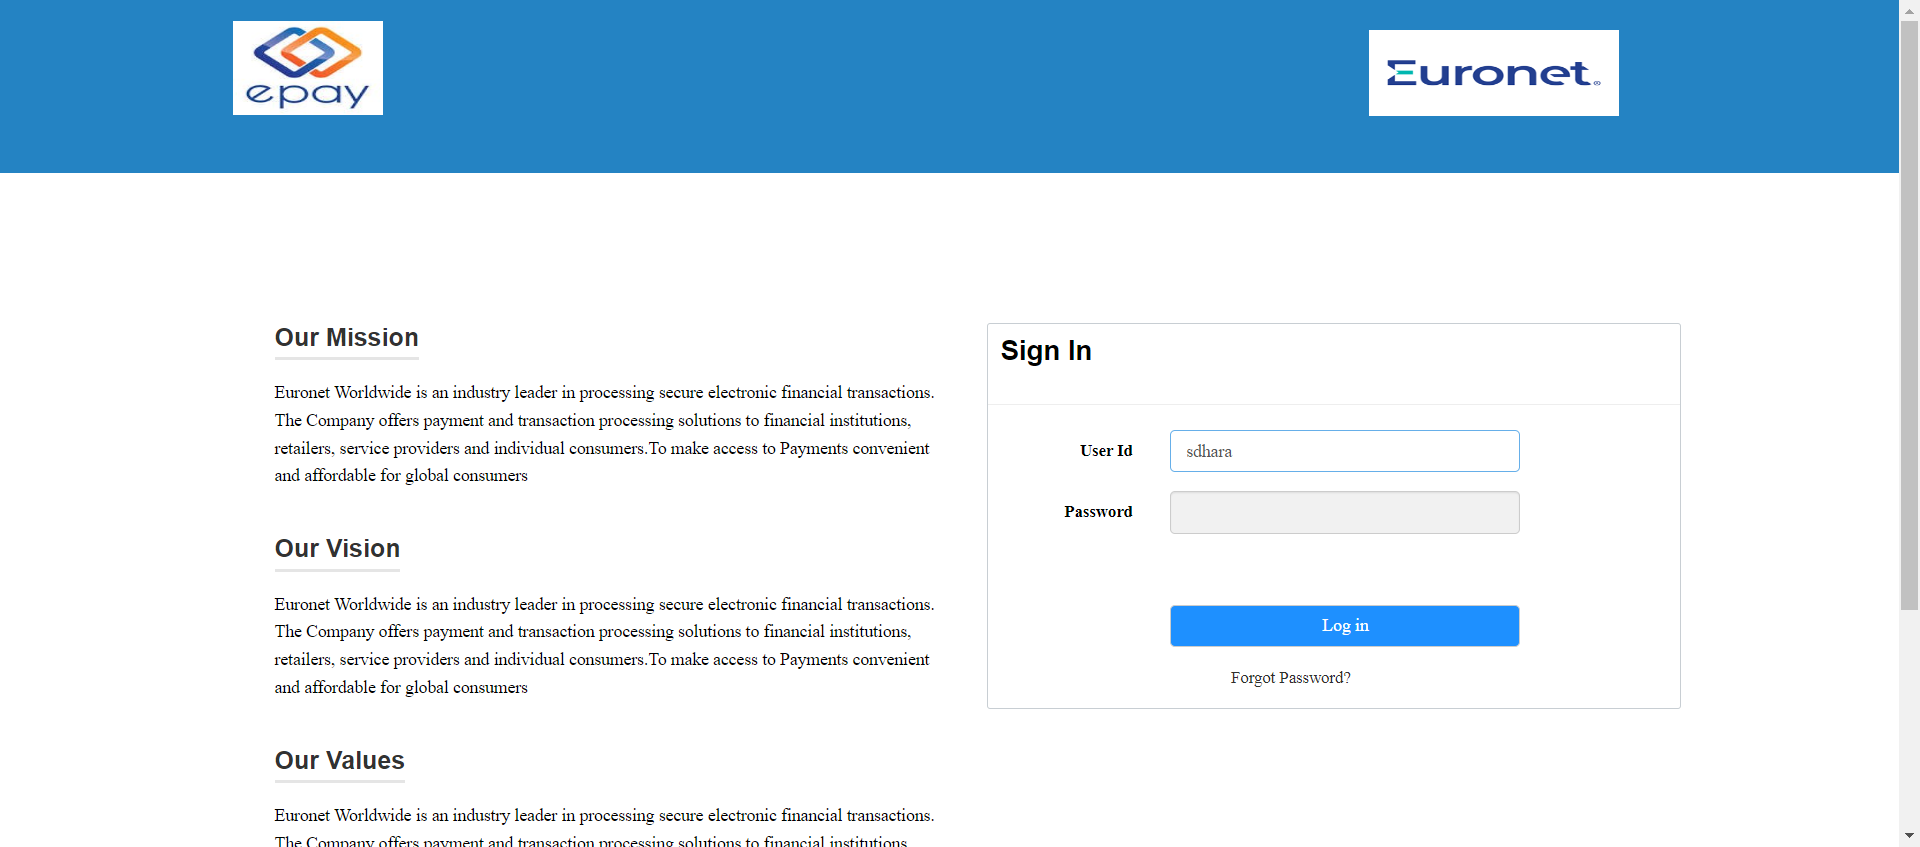 epay
Euronet®
Our Mission
Euronet Worldwide is an industry leader in processing secure electronic financial transactions.
The Company offers payment and transaction processing solutions to financial institutions,
retailers, service providers and individual consumers.To make access to Payments convenient
and affordable for global consumers
Our Vision
Euronet Worldwide is an industry leader in processing secure electronic financial transactions.
The Company offers payment and transaction processing solutions to financial institutions,
retailers, service providers and individual consumers.To make access to Payments convenient
and affordable for global consumers
Our Values
Euronet Worldwide is an industry leader in processing secure electronic financial transactions.
The Company offers payment and transaction processing solutions to financial institutions,
Sign In
User Id
sdhara
Password
Log in
Forgot Password?